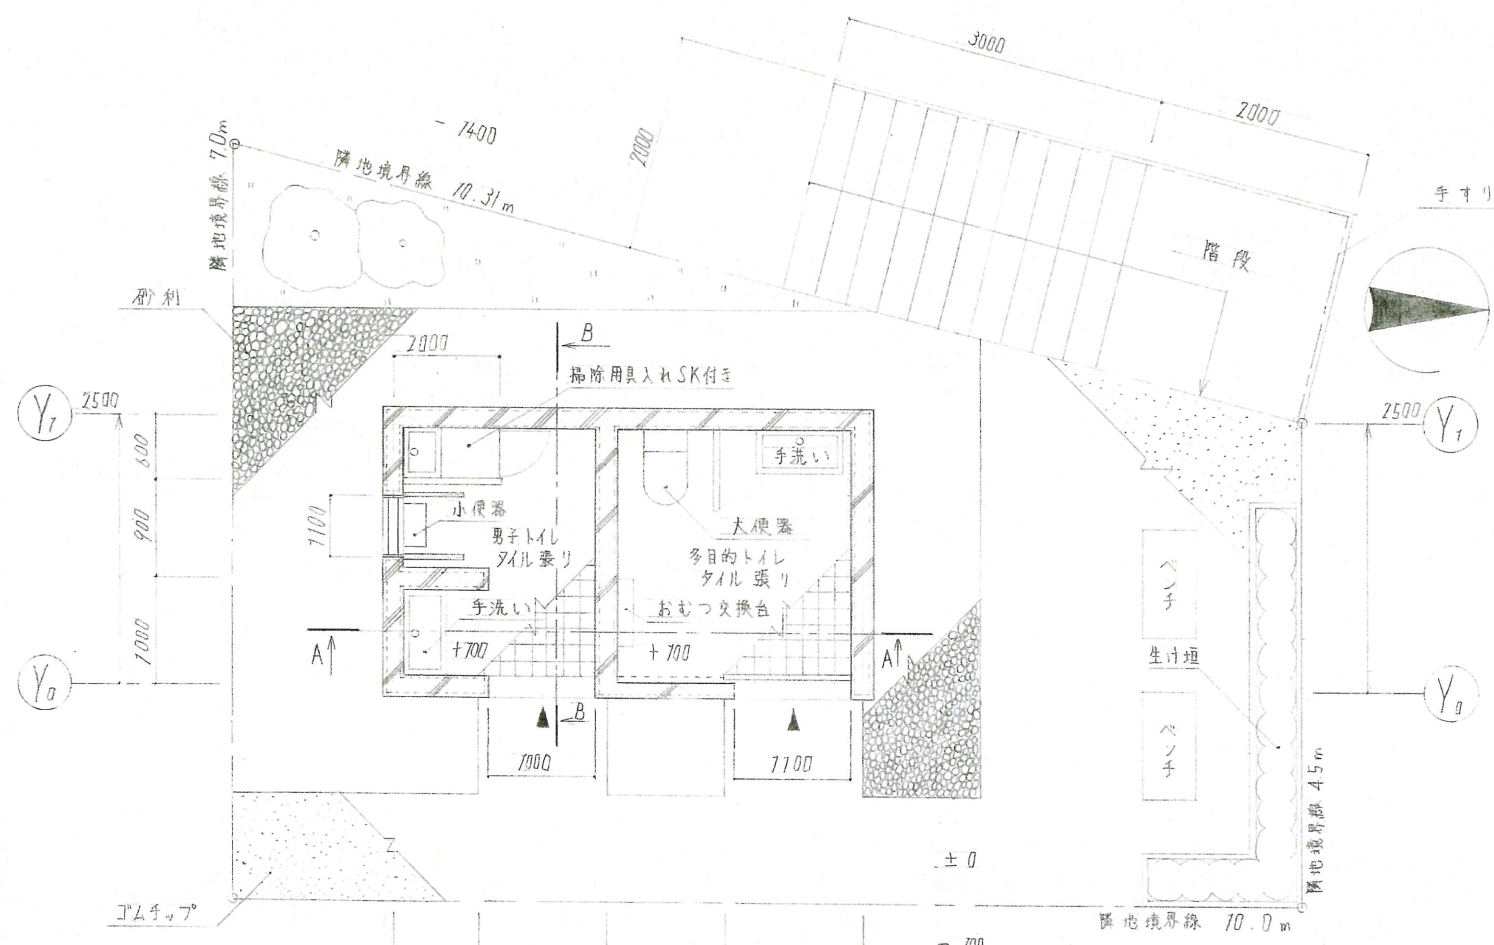 3000
2000
2000
- 1400
隣地境界線 7.0m
隣地境界線 10.31m
手すり
階段
砂利
B
2000
掃除用具入れSK付き
Y1
2500
2500
Y1
600
900
1000
1100
手洗い
小便器
男子トイレ
タイル張り
大便器
多目的トイレ
タイル張り
手洗い
おむつ交換台
+100
+100
A
A
Y0
Y0
B
1000
1100
ベンチ
生け垣
ベンチ
隣地境界線 4.5m
±0
ゴムチップ
隣地境界線 10.0m